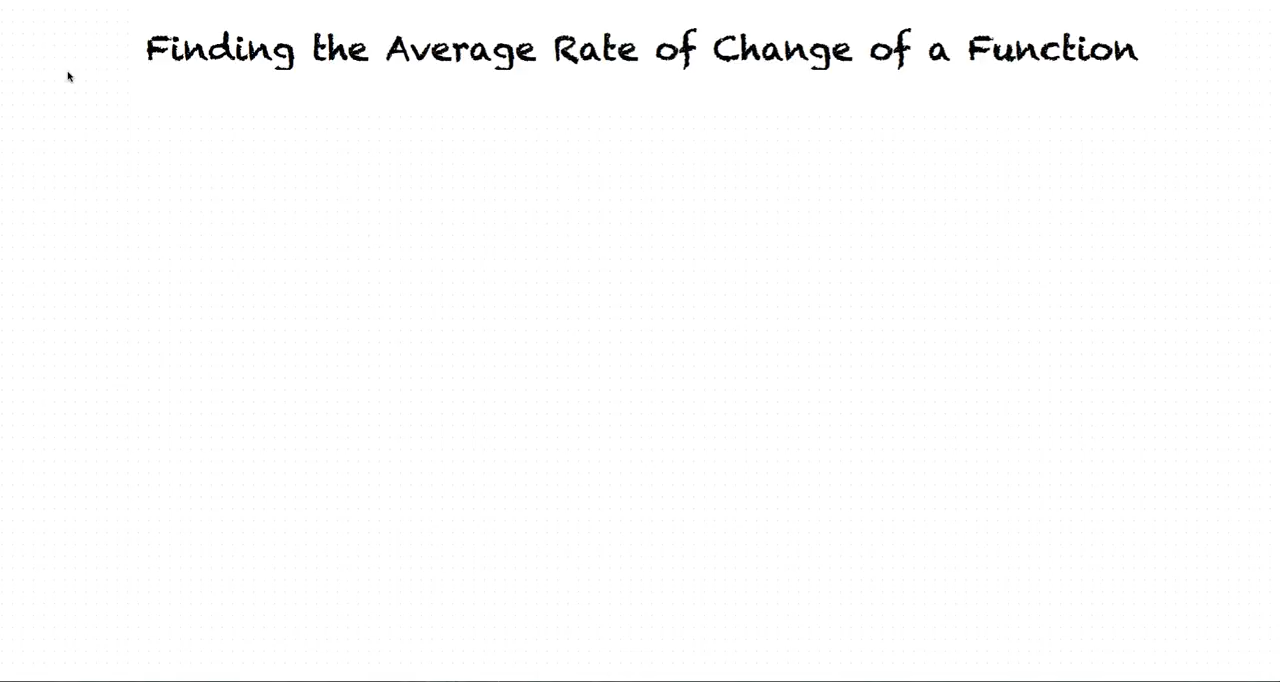 Finding the Average Rate of Change of a Function